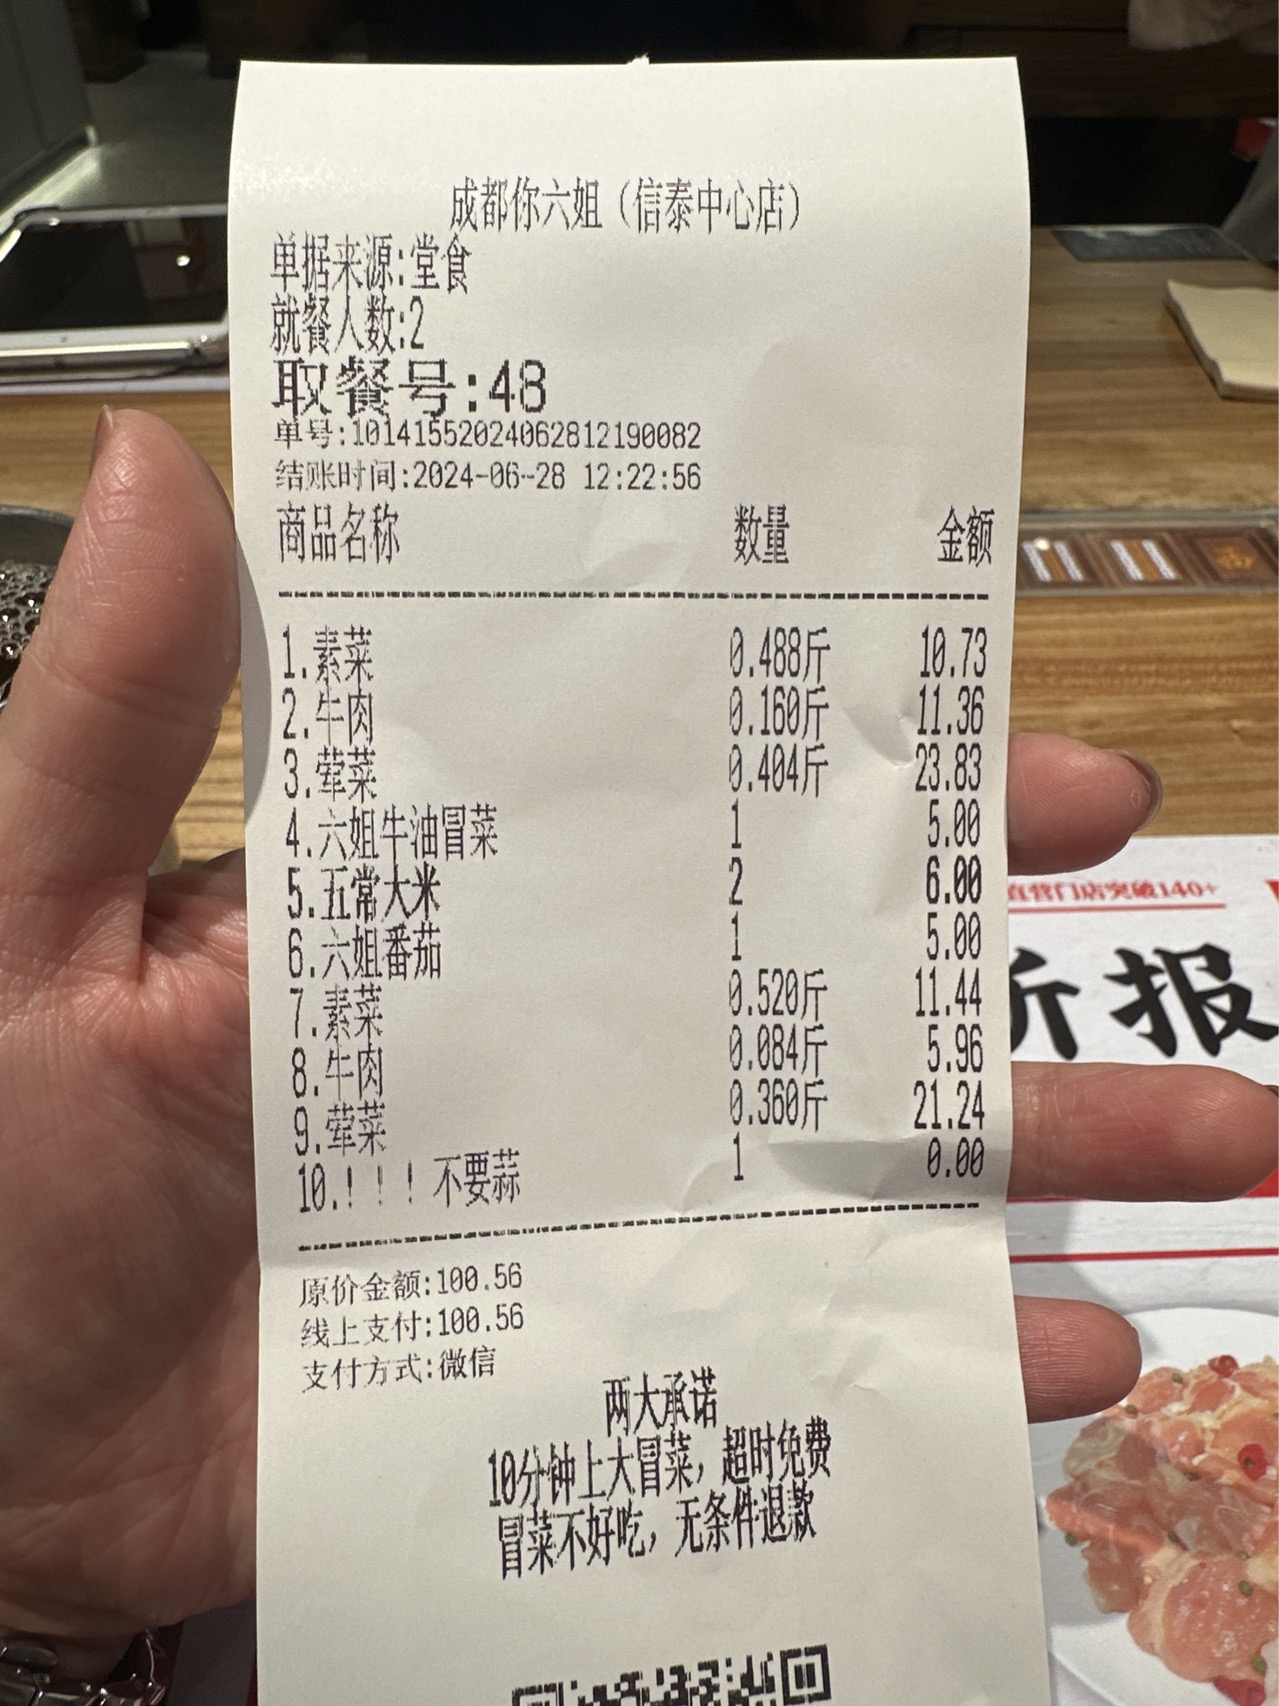 成都你六姐（信泰中心店）
单据来源:堂食
就餐人数:2
取餐号:48
单号:10141552024062812190082
结账时间:2024-06-28 12:22:56
商品名称 数量 金额
1.素菜 0.488斤 10.73
2.牛肉 0.160斤 11.36
3.荤菜 0.404斤 23.83
4.六姐牛油冒菜 1 5.00
5.五常大米 2 6.00
6.六姐番茄 1 5.00
7.素菜 0.520斤 11.44
8.牛肉 0.084斤 5.96
9.荤菜 0.360斤 21.24
10.！！！不要蒜 1 0.00
原价金额:100.56
线上支付:100.56
支付方式:微信
两大承诺
10分钟上大冒菜，超时免费
冒菜不好吃，无条件退款
直营门店突破140+
报